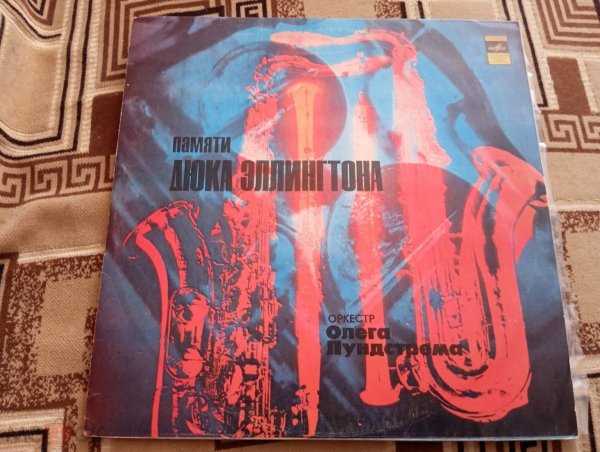 ПАМЯТИ
ДЮКА ЭЛЛИНГТОНА
ОРКЕСТР
Олега
Лундстрема